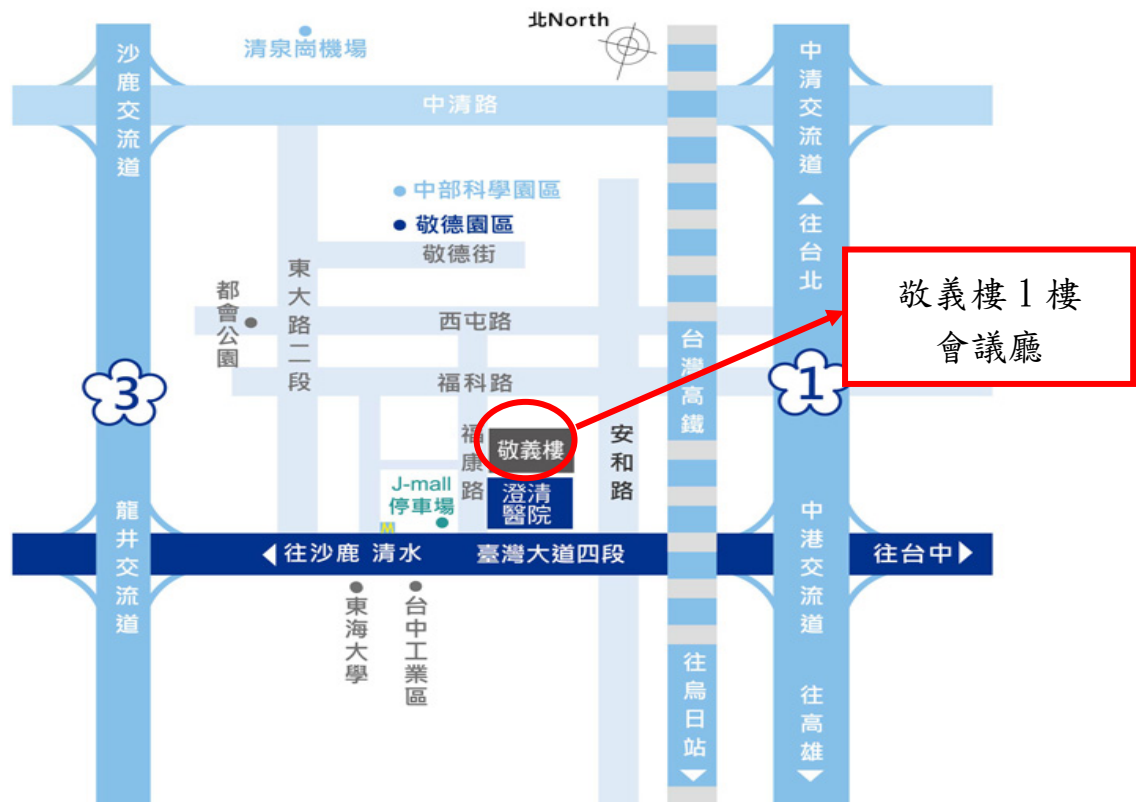 北North
清泉崗機場
沙鹿交流道
中清路
中清交流道
往台北
中部科學園區
敬德園區
敬德街
東大路二段
都會公園
西屯路
台灣高鐵
敬義樓1樓
會議廳
3
福科路
1
福康路
敬義樓
安和路
J-mall
停車場
澄清
醫院
龍井交流道
M
往沙鹿 清水
臺灣大道四段
中港交流道
往台中
東海大學
台中工業區
往烏日站
往高雄